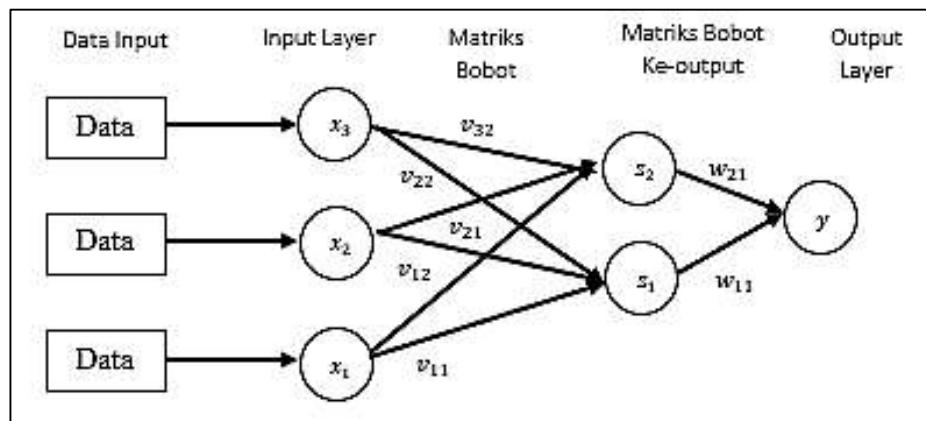 Data Input
Input Layer
Matriks
Bobot
Matriks Bobot
Ke-output
Output
Layer
Data
x₃
v₃₂
v₂₂
s₂
w₂₁
Data
x₂
v₂₁
v₁₂
y
s₁
w₁₁
Data
x₁
v₁₁